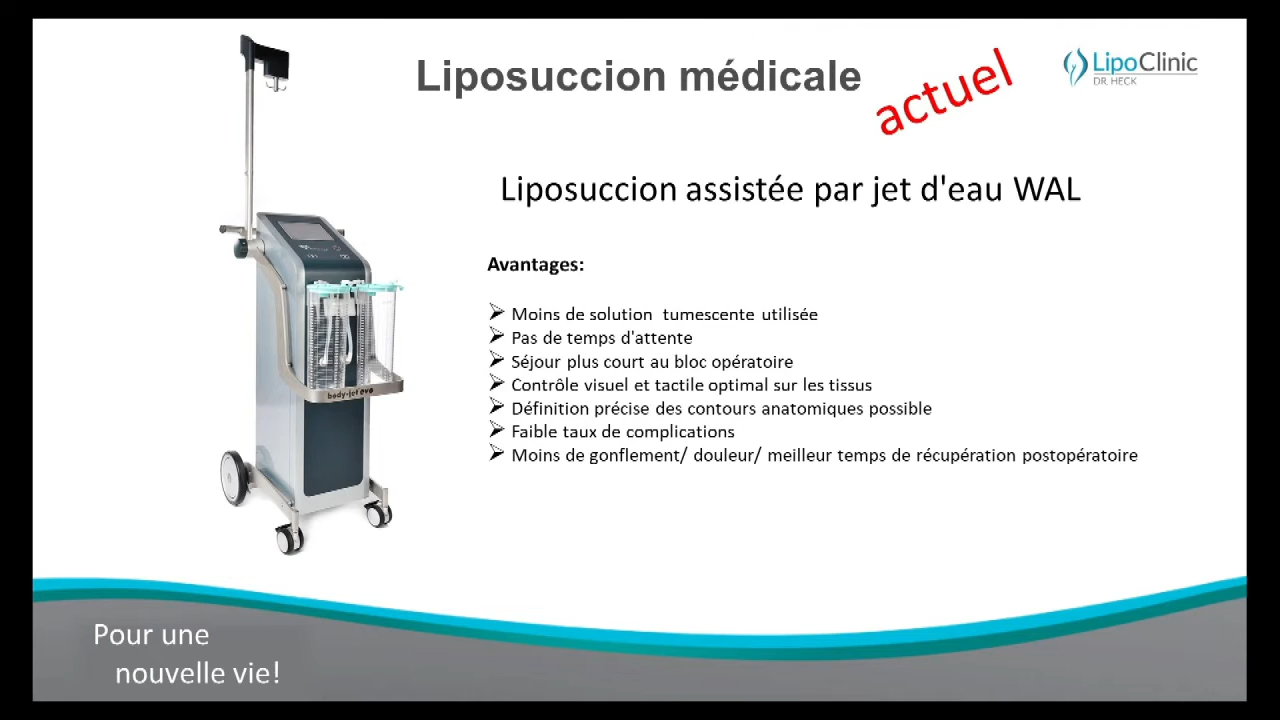 Liposuccion médicale
actuel
LipoClinic
DR. HECK
Liposuccion assistée par jet d'eau WAL
Avantages:
Moins de solution  tumescente utilisée
Pas de temps d'attente
Séjour plus court au bloc opératoire
Contrôle visuel et tactile optimal sur les tissus
Définition précise des contours anatomiques possible
Faible taux de complications
Moins de gonflement/ douleur/ meilleur temps de récupération postopératoire
body-jet evo
Pour une
nouvelle vie!